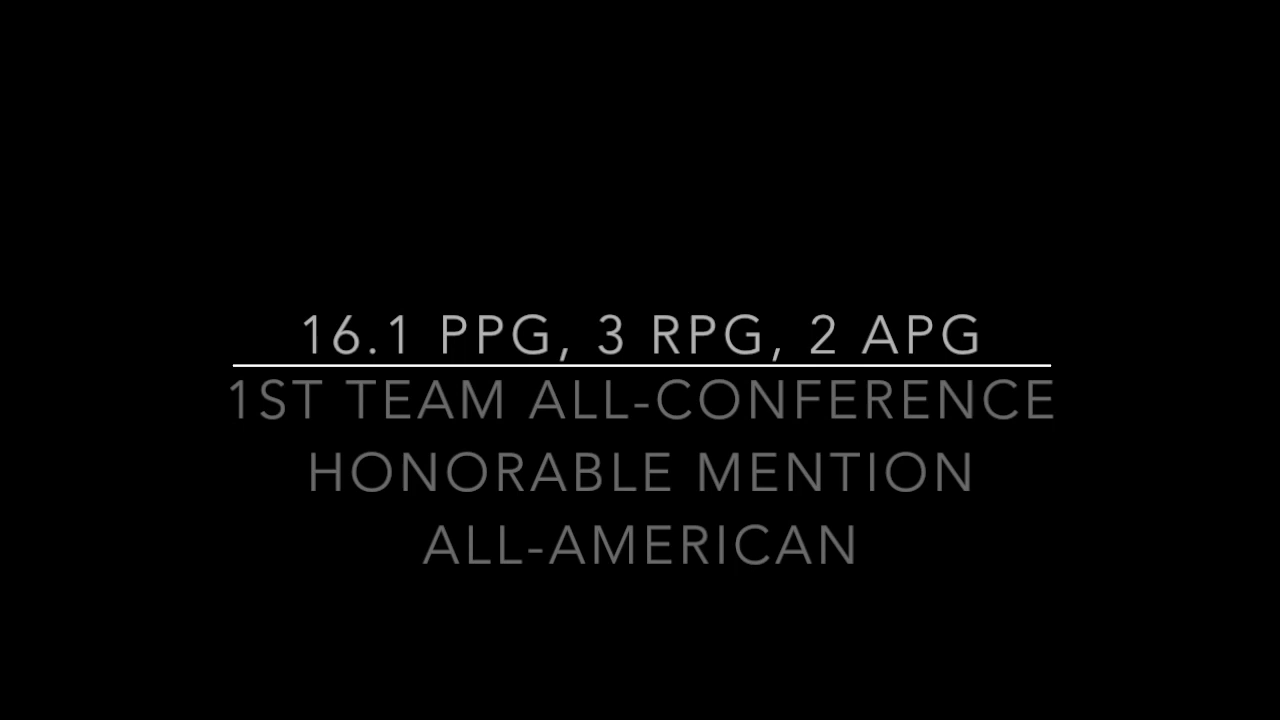 16.1 PPG, 3 RPG, 2 APG
1ST TEAM ALL-CONFERENCE
HONORABLE MENTION
ALL-AMERICAN